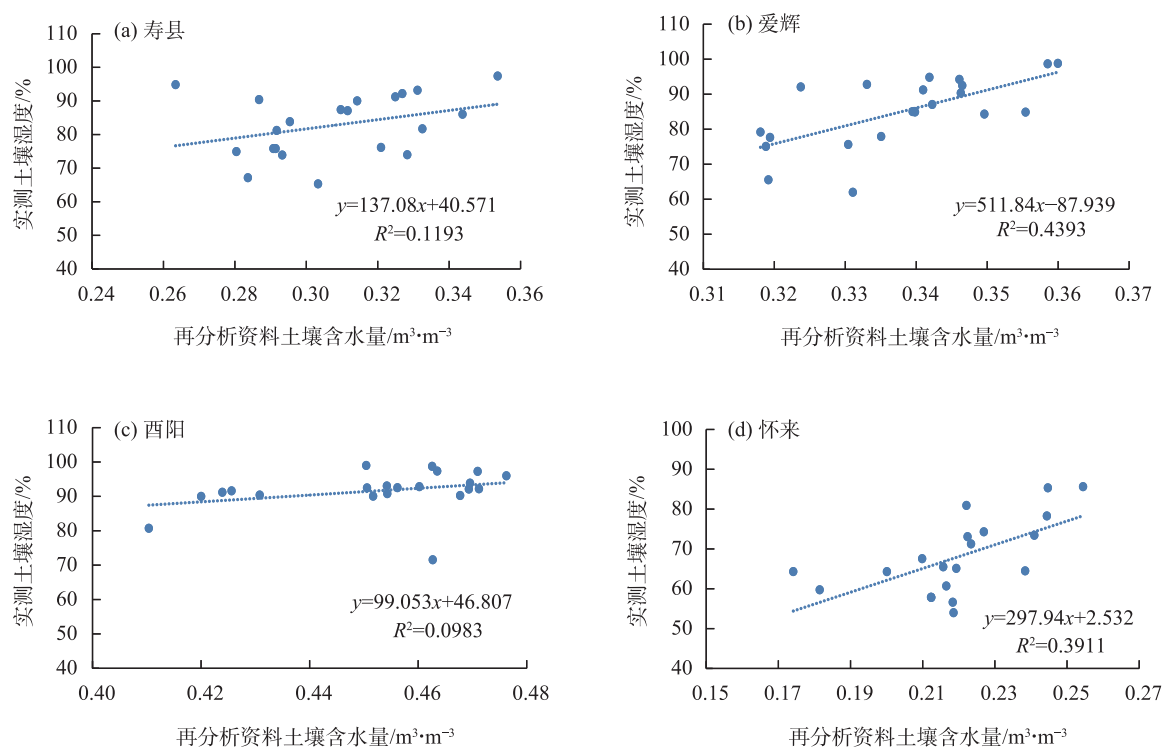 (a) 寿县
110
100
90
80
70
60
50
40
实测土壤湿度/%
y=137.08x+40.571
R²=0.1193
0.24 0.26 0.28 0.30 0.32 0.34 0.36
再分析资料土壤含水量/m³·m⁻³
(b) 爱辉
110
100
90
80
70
60
50
40
实测土壤湿度/%
y=511.84x−87.939
R²=0.4393
0.31 0.32 0.33 0.34 0.35 0.36 0.37
再分析资料土壤含水量/m³·m⁻³
(c) 酉阳
110
100
90
80
70
60
50
40
实测土壤湿度/%
y=99.053x+46.807
R²=0.0983
0.40 0.42 0.44 0.46 0.48
再分析资料土壤含水量/m³·m⁻³
(d) 怀来
100
90
80
70
60
50
40
实测土壤湿度/%
y=297.94x+2.532
R²=0.3911
0.15 0.17 0.19 0.21 0.23 0.25 0.27
再分析资料土壤含水量/m³·m⁻³